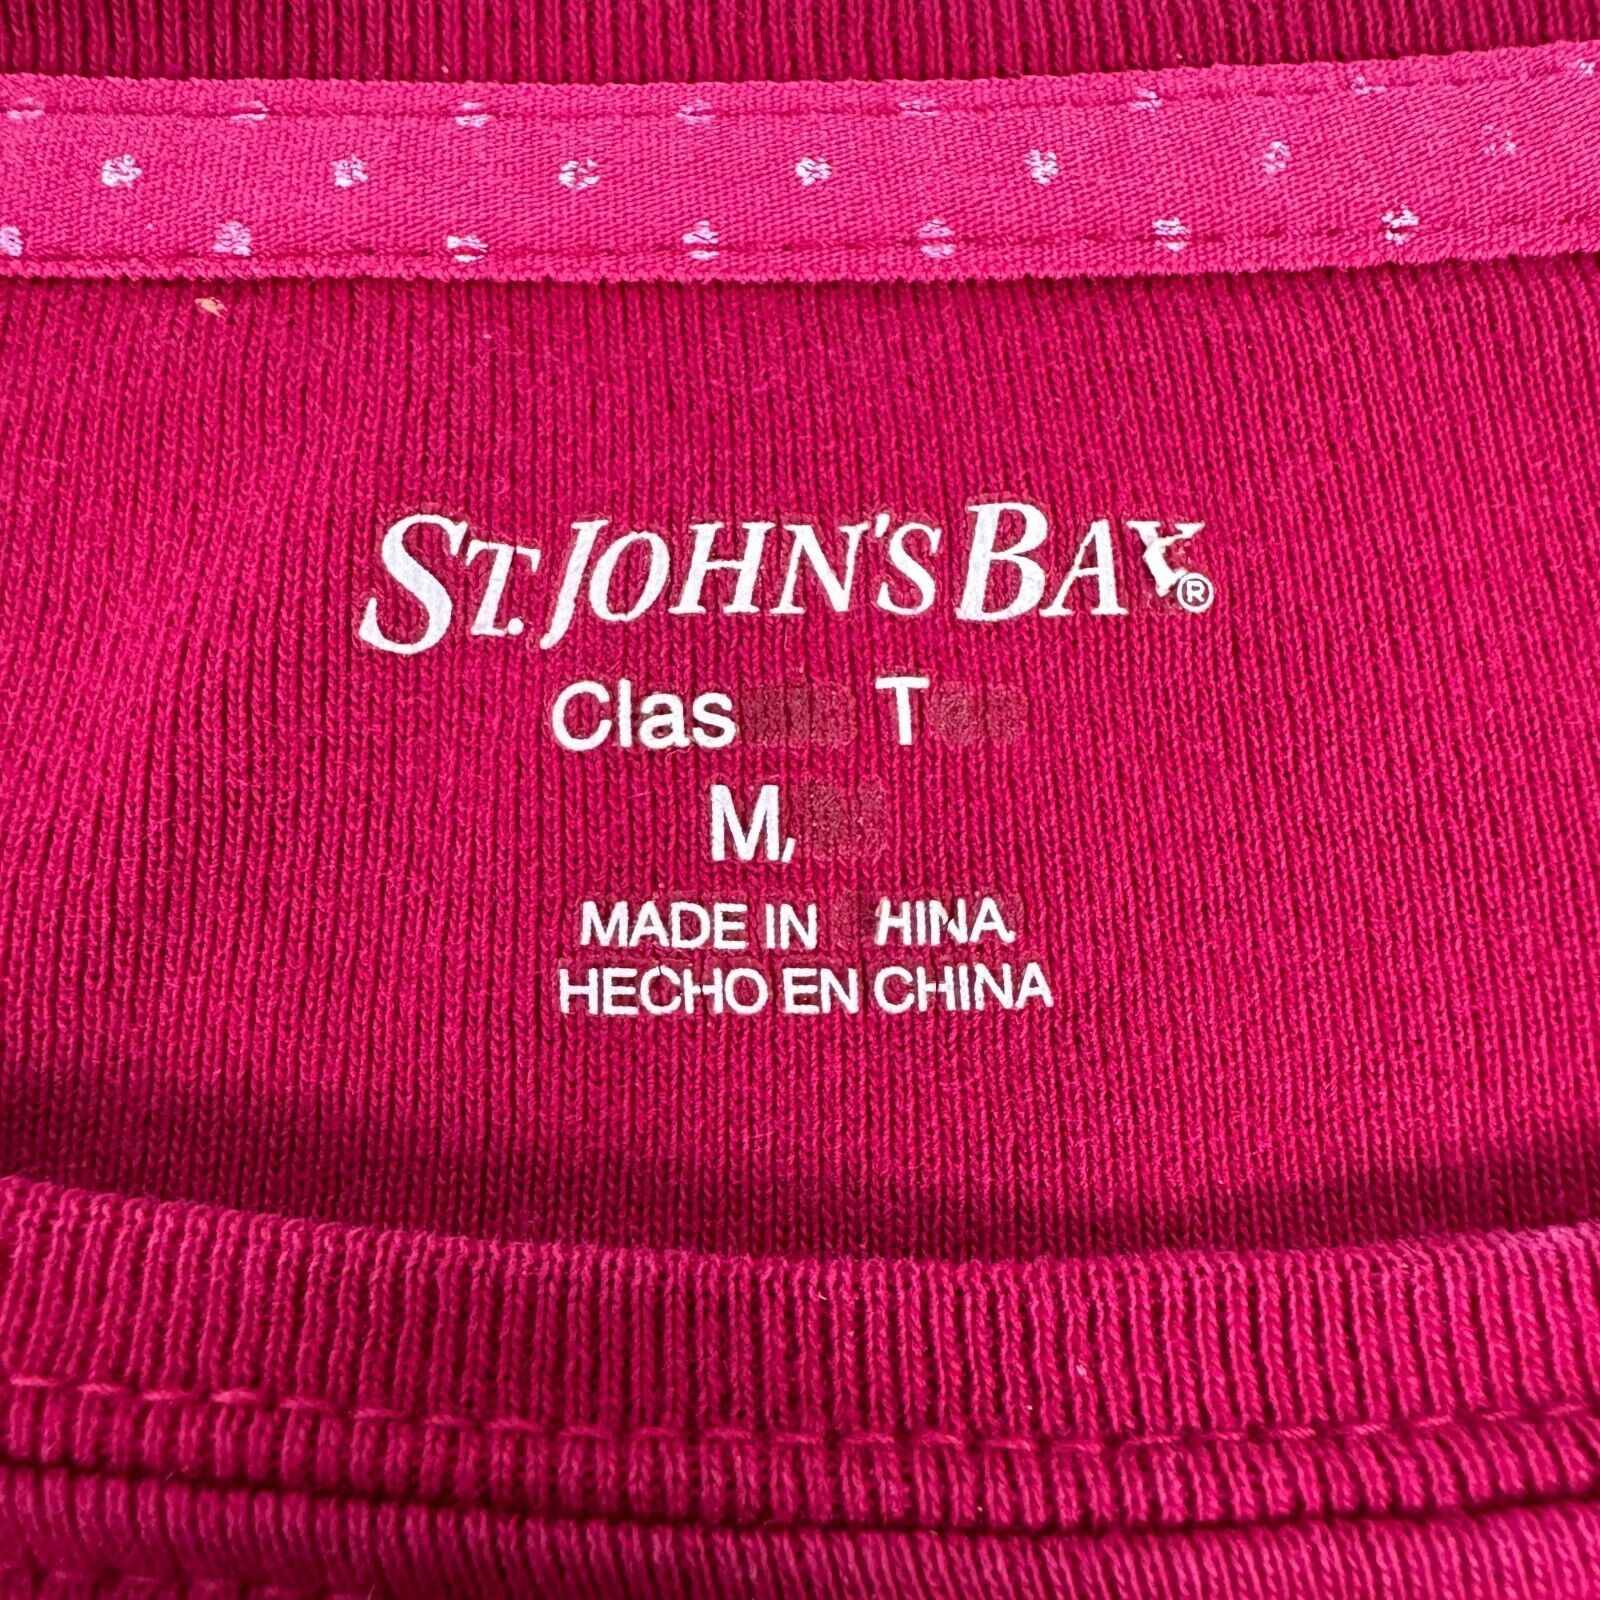 ST. JOHN'S BAY®
Clas T
M/
MADE IN HINA
HECHO EN CHINA